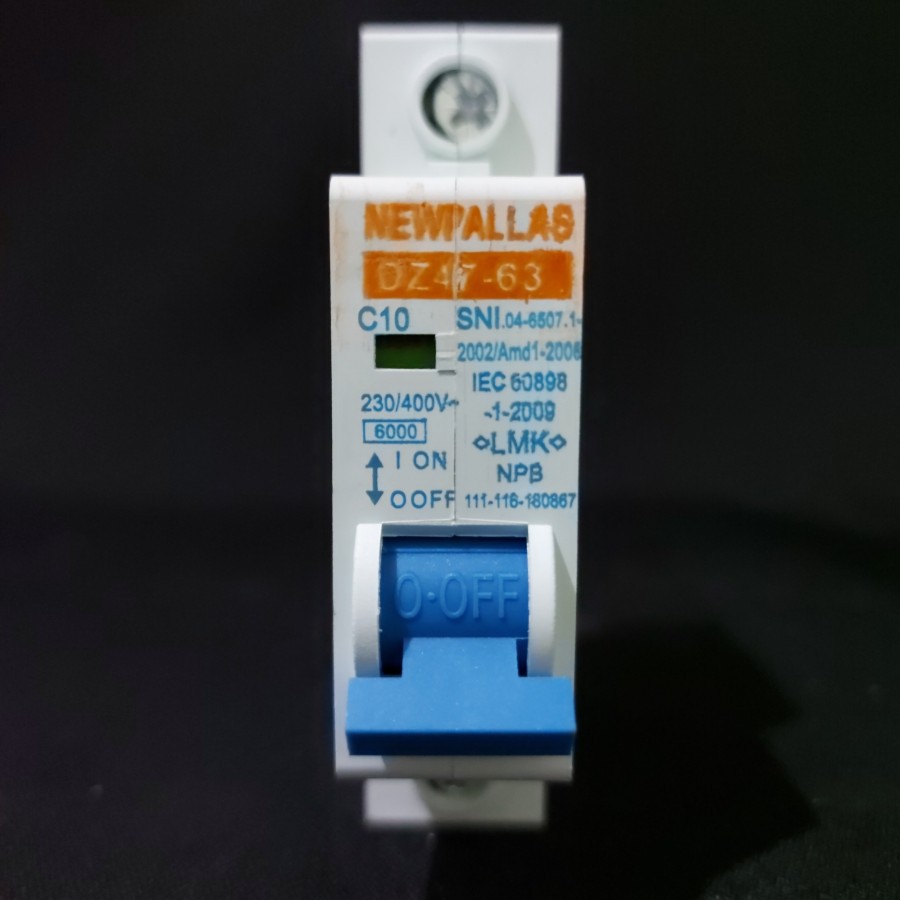 NEWPALLAS
DZ47-63
C10
SNI.04-6507.1-
2002/Amd1-2006
IEC 60898
-1-2009
LMK
NPB
111-116-180867
230/400V~
6000
I ON
O OFF
O·OFF